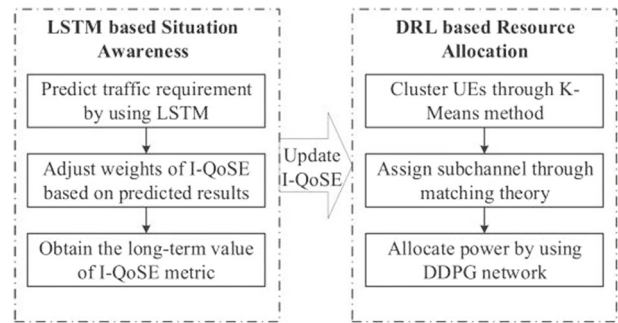 LSTM based Situation
Awareness
Predict traffic requirement
by using LSTM
Adjust weights of I-QoSE
based on predicted results
Obtain the long-term value
of I-QoSE metric
Update
I-QoSE
DRL based Resource
Allocation
Cluster UEs through K-
Means method
Assign subchannel through
matching theory
Allocate power by using
DDPG network